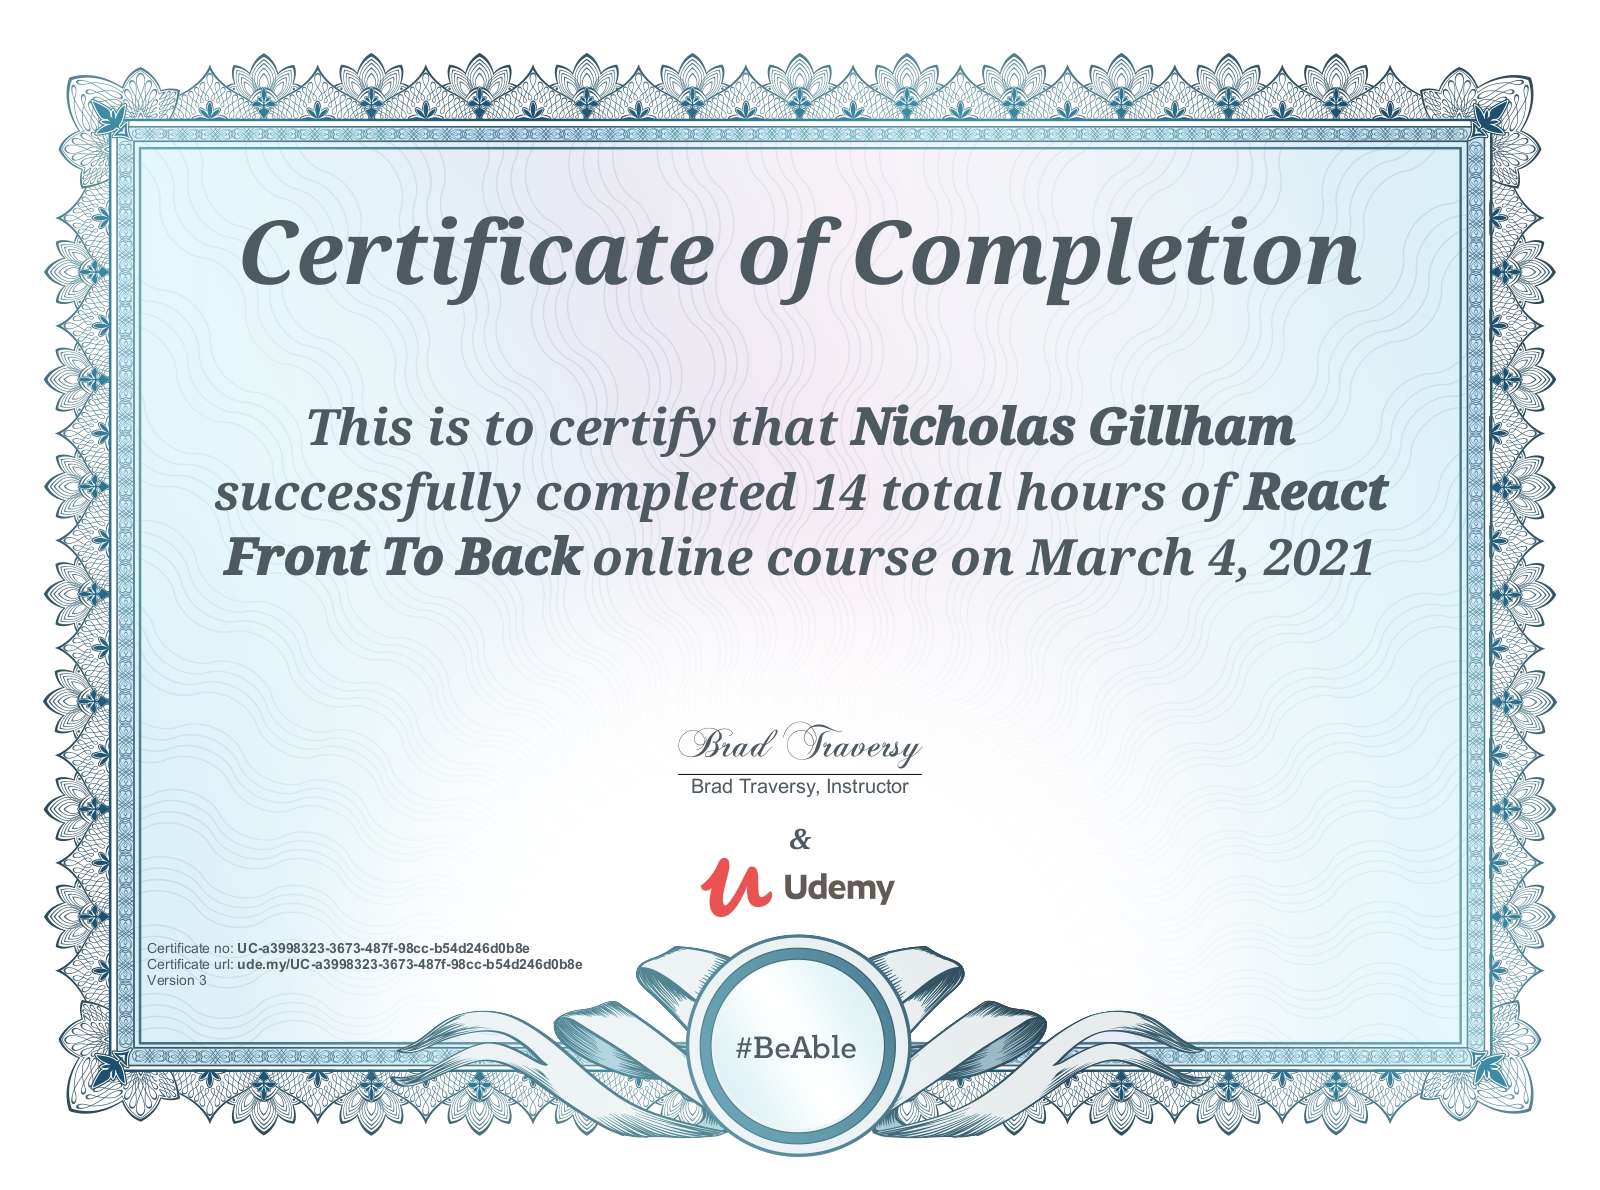 Certificate of Completion
This is to certify that Nicholas Gillham
successfully completed 14 total hours of React
Front To Back online course on March 4, 2021
Brad Traversy
Brad Traversy, Instructor
&
Udemy
Certificate no: UC-a3998323-3673-487f-98cc-b54d246d0b8e
Certificate url: ude.my/UC-a3998323-3673-487f-98cc-b54d246d0b8e
Version 3
#BeAble